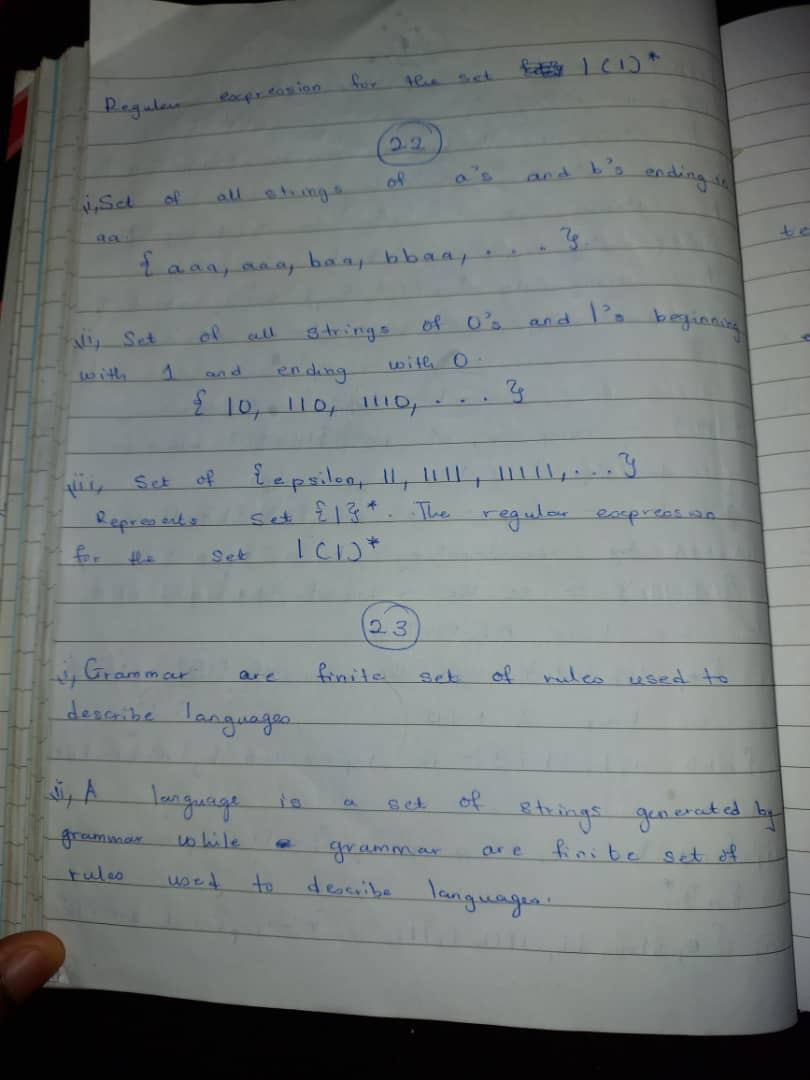 Regular expression for the set 1(1)*
22
i, Set of all strings of a's and b's ending in
aa.
{ aaa, aaa, baa, bbaa, . . . . }.
ii, Set of all strings of 0's and 1's beginning
with 1 and ending with 0.
{ 10, 110, 1110, . . . }
iii, Set of {epsilon, 11, 1111, 11111, . . . }
Represents set {1}*. The regular expression
for the set 1(1)*
te
23
i, Grammar are finite set of rules used to
describe languages
ii, A language is a set of strings generated by
grammar while grammar are finite set of
rules used to describe languages.